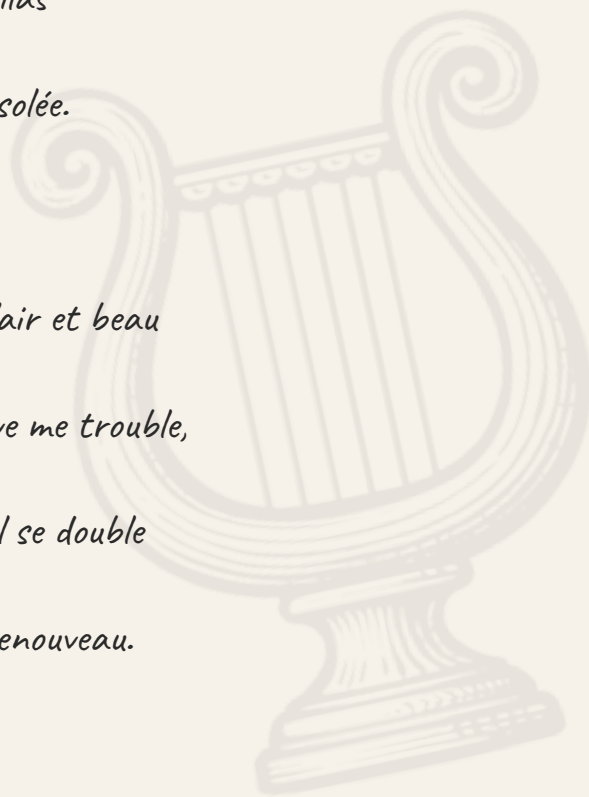 solée.
air et beau
ve me trouble,
l se double
enouveau.